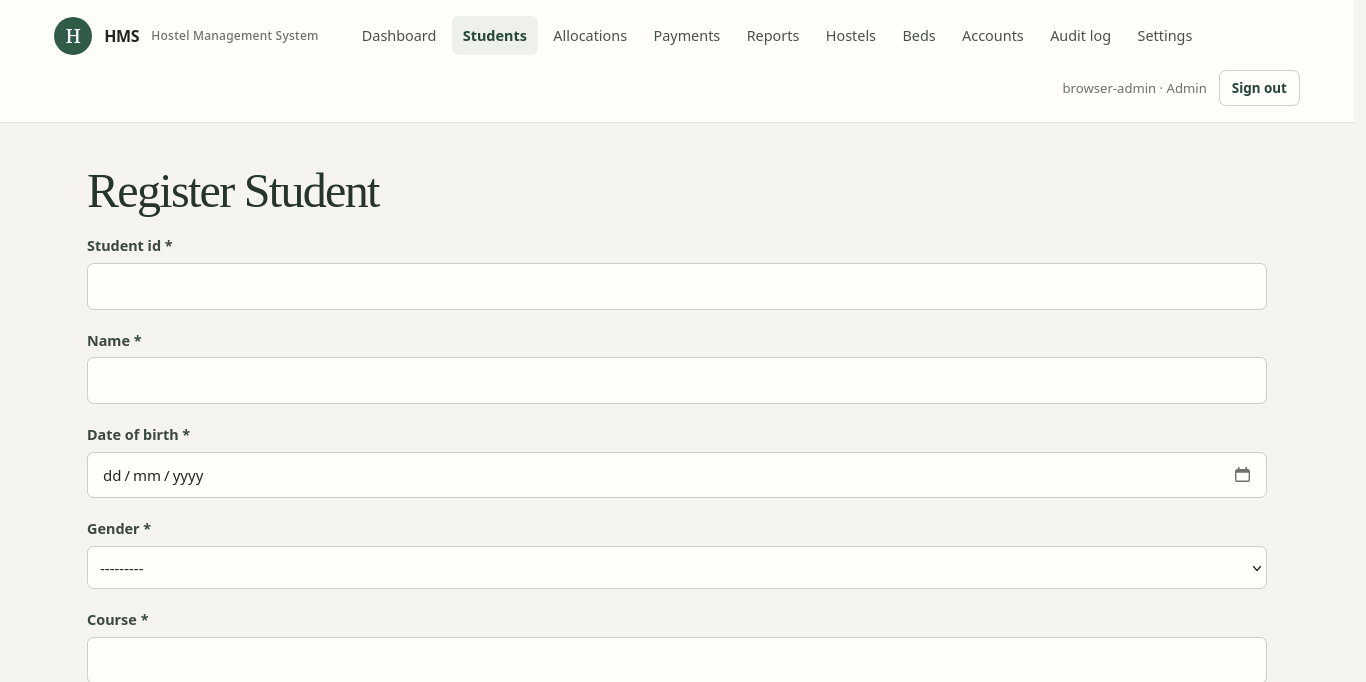 H HMS Hostel Management System Dashboard Students Allocations Payments Reports Hostels Beds Accounts Audit log Settings
browser-admin · Admin Sign out
Register Student
Student id *
Name *
Date of birth *
dd / mm / yyyy
Gender *
---------
Course *